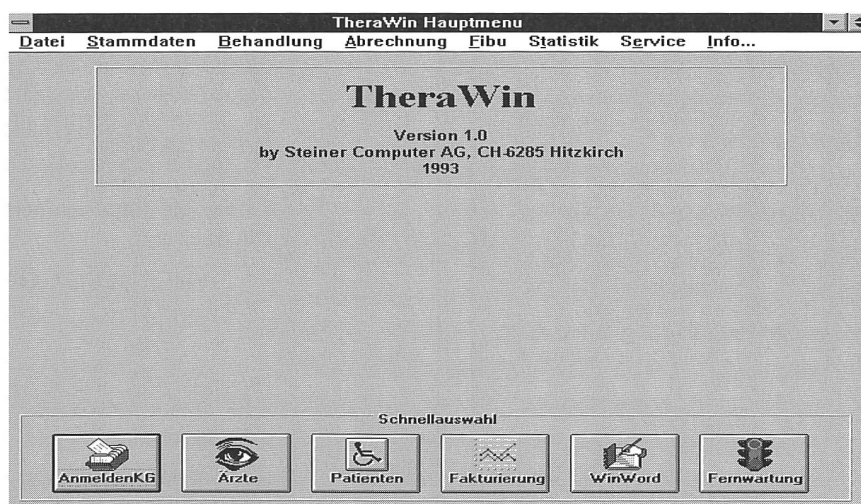 TheraWin Hauptmenu
Datei Stammdaten Behandlung Abrechnung Fibu Statistik Service Info...
TheraWin
Version 1.0
by Steiner Computer AG, CH-6285 Hitzkirch
1993
Schnellauswahl
AnmeldenKG Ärzte Patienten Fakturierung WinWord Fernwartung